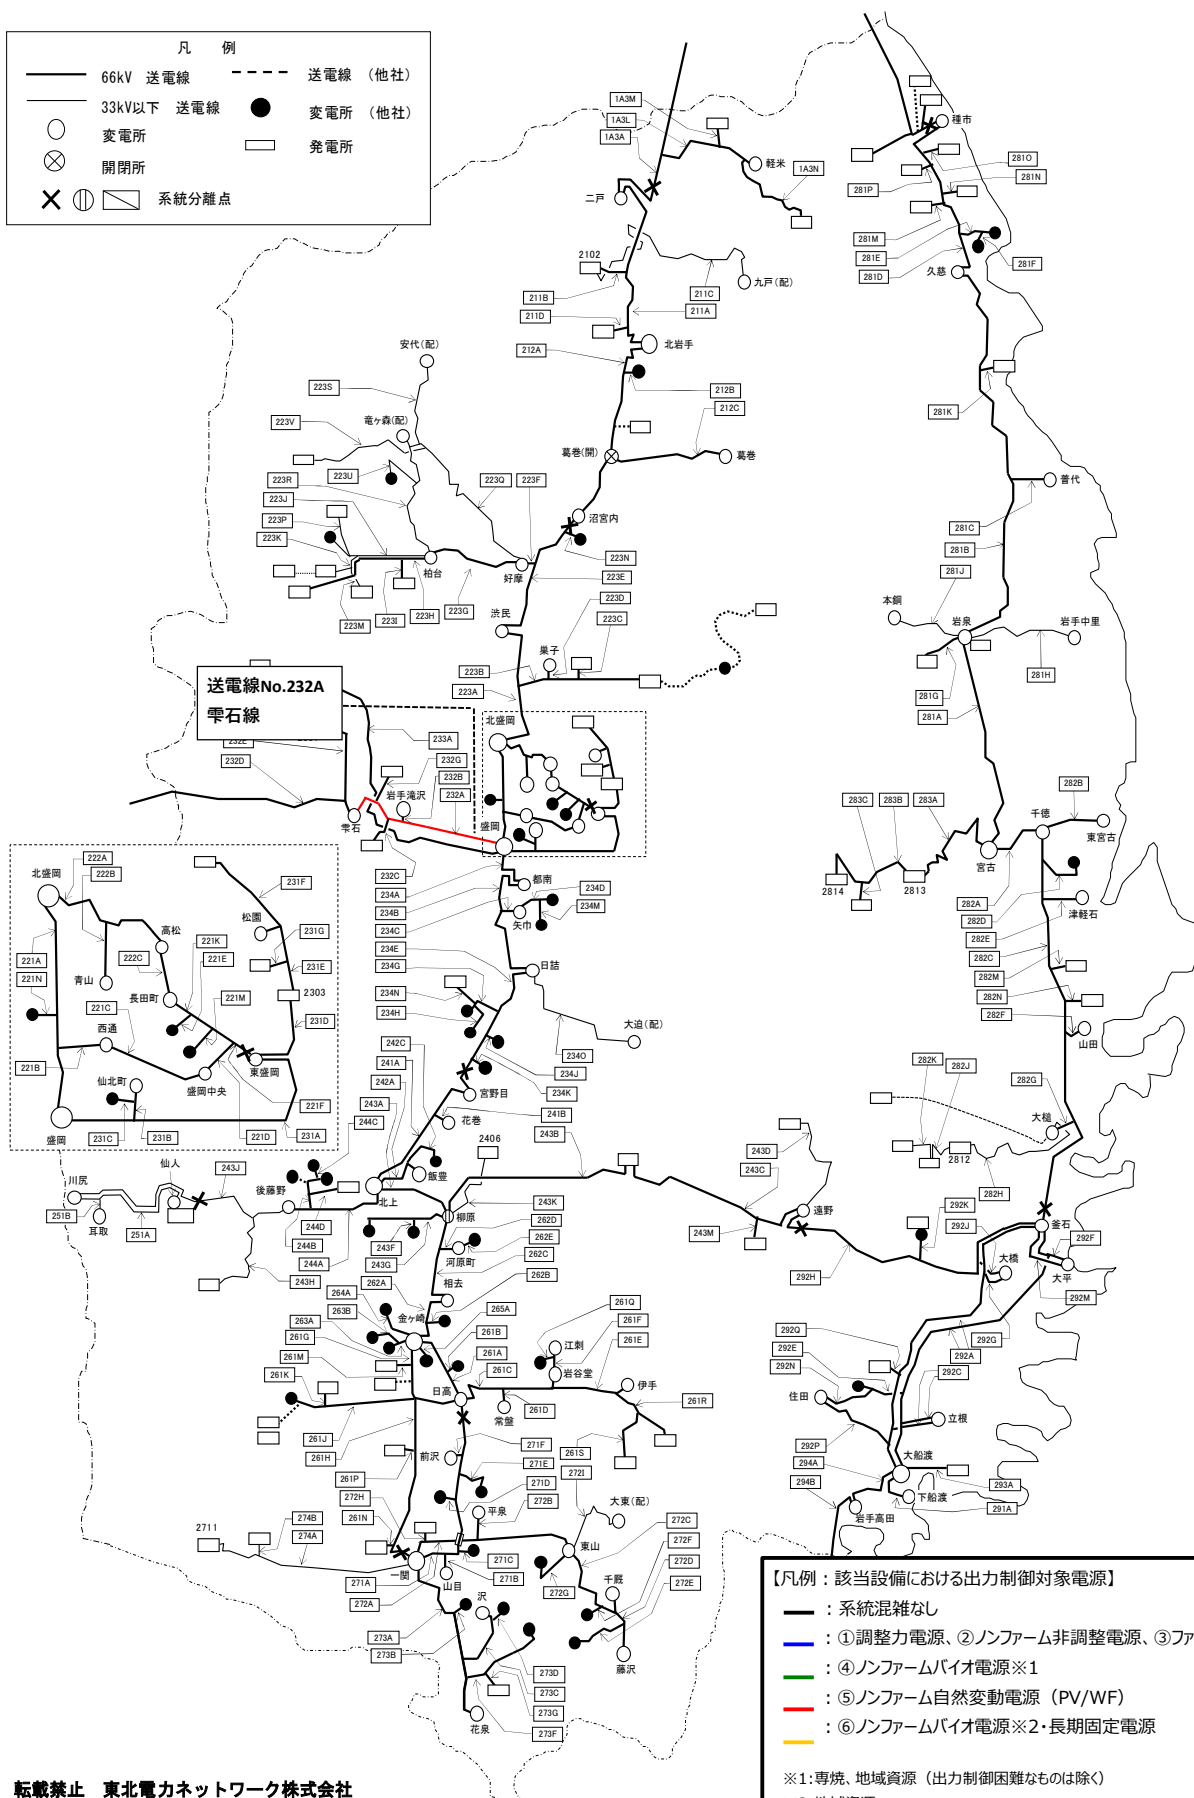 凡 例
66kV 送電線
送電線 (他社)
33kV以下 送電線
変電所 (他社)
変電所
発電所
開閉所
系統分離点
1A3M
1A3L
1A3A
軽米
1A3N
二戸
2102
九戸(配)
211B
211C
211A
211D
北岩手
212A
212B
212C
葛巻(開)
葛巻
種市
281O
281P
281N
281M
281E
281F
281D
久慈
281K
普代
281C
281B
281J
本銅
岩泉
岩手中里
281G
281H
281A
安代(配)
223S
竜ヶ森(配)
223V
223U
223R
223Q
223F
223J
223P
223K
沼宮内
223N
223E
柏台
好摩
223G
223H
223I
223M
渋民
223D
223C
巣子
223B
223A
送電線No.232A
雫石線
232E
232D
233A
232G
232B
岩手滝沢
232A
雫石
北盛岡
盛岡
232C
234A
都南
234B
234D
234C
矢巾
234M
234E
234G
日詰
234N
234H
大迫(配)
234O
234J
234K
283C
283B
283A
2814
2813
宮古
千徳
282B
東宮古
282A
282D
津軽石
282E
282C
282M
282N
282F
山田
282K
282J
282G
大槌
2812
282H
222A
222B
北盛岡
231F
高松
松園
221K
231G
221A
222C
221E
231E
221N
青山
長田町
221M
2303
221C
西通
231D
221B
仙北町
盛岡中央
東盛岡
221F
盛岡
231C
231B
221D
231A
242C
241A
242A
243A
244C
宮野目
花巻
241B
243B
2406
飯豊
北上
仙人
243J
川尻
後藤野
251B
耳取
251A
244D
244B
244A
243H
243K
柳原
262D
262E
243F
243G
河原町
262C
262B
262A
相去
264A
金ヶ崎
263B
263A
265A
261G
261B
261M
261A
261K
261C
日高
261Q
261F
江刺
261E
岩谷堂
伊手
261R
261D
常盤
261S
261J
261H
271F
前沢
261P
271E
271D
272I
272H
272B
大東(配)
261N
平泉
243D
243C
遠野
243M
292K
292J
釜石
292F
大橋
大平
292H
292M
292Q
292G
292A
292E
292N
292C
住田
立根
292P
大船渡
294A
294B
293A
下船渡
岩手高田
291A
274B
274A
2711
一関
271A
272A
山目
271C
271B
東山
272C
272F
272D
272G
千厩
272E
沢
273A
273B
273D
273C
273G
273F
藤沢
花泉
【凡例:該当設備における出力制御対象電源】
:系統混雑なし
:①調整力電源、②ノンファーム非調整電源、③ファ
:④ノンファームバイオ電源※1
:⑤ノンファーム自然変動電源(PV/WF)
:⑥ノンファームバイオ電源※2・長期固定電源
※1:専焼、地域資源(出力制御困難なものは除く)
転載禁止 東北電力ネットワーク株式会社